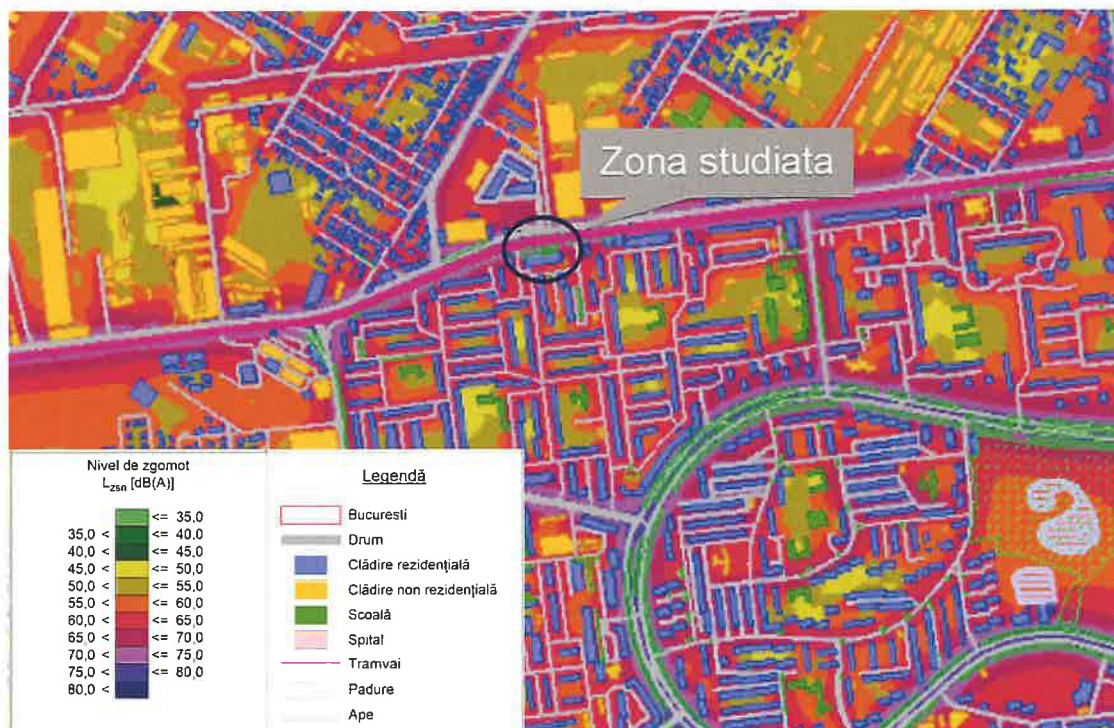 Zona studiata
Nivel de zgomot
Lzsn [dB(A)]
<= 35,0
35,0 < <= 40,0
40,0 < <= 45,0
45,0 < <= 50,0
50,0 < <= 55,0
55,0 < <= 60,0
60,0 < <= 65,0
65,0 < <= 70,0
70,0 < <= 75,0
75,0 < <= 80,0
80,0 <
Legendă
Bucuresti
Drum
Clădire rezidențială
Clădire non rezidențială
Scoală
Spital
Tramvai
Padure
Ape